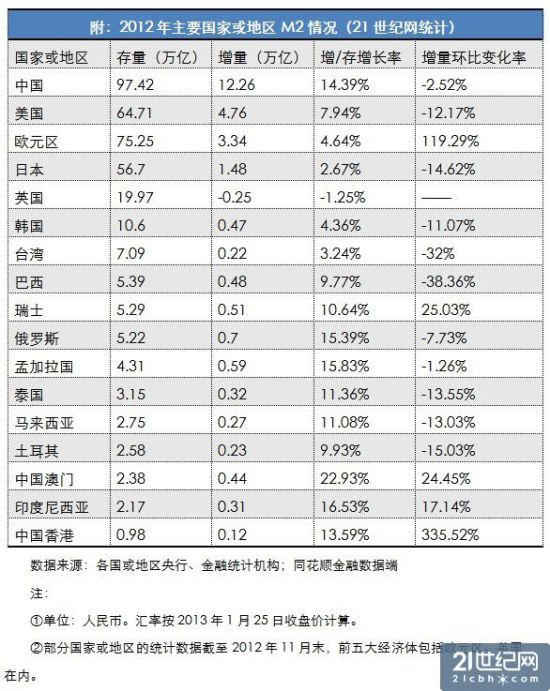 附：2012年主要国家或地区 M2 情况（21世纪网统计）
国家或地区 存量（万亿） 增量（万亿） 增/存增长率 增量环比变化率
中国 97.42 12.26 14.39% -2.52%
美国 64.71 4.76 7.94% -12.17%
欧元区 75.25 3.34 4.64% 119.29%
日本 56.7 1.48 2.67% -14.62%
英国 19.97 -0.25 -1.25% ——
韩国 10.6 0.47 4.36% -11.07%
台湾 7.09 0.22 3.24% -32%
巴西 5.39 0.48 9.77% -38.36%
瑞士 5.29 0.51 10.64% 25.03%
俄罗斯 5.22 0.7 15.39% -7.73%
孟加拉国 4.31 0.59 15.83% -1.26%
泰国 3.15 0.32 11.36% -13.55%
马来西亚 2.75 0.27 11.08% -13.03%
土耳其 2.58 0.23 9.93% -15.03%
中国澳门 2.38 0.44 22.93% 24.45%
印度尼西亚 2.17 0.31 16.53% 17.14%
中国香港 0.98 0.12 13.59% 335.52%
数据来源：各国或地区央行、金融统计机构；同花顺金融数据端
注：
①单位：人民币。汇率按 2013 年 1 月 25 日收盘价计算。
②部分国家或地区的统计数据截至 2012 年 11 月末，前五大经济体包括欧元区、英国
在内。
21世纪网
21cbh.com